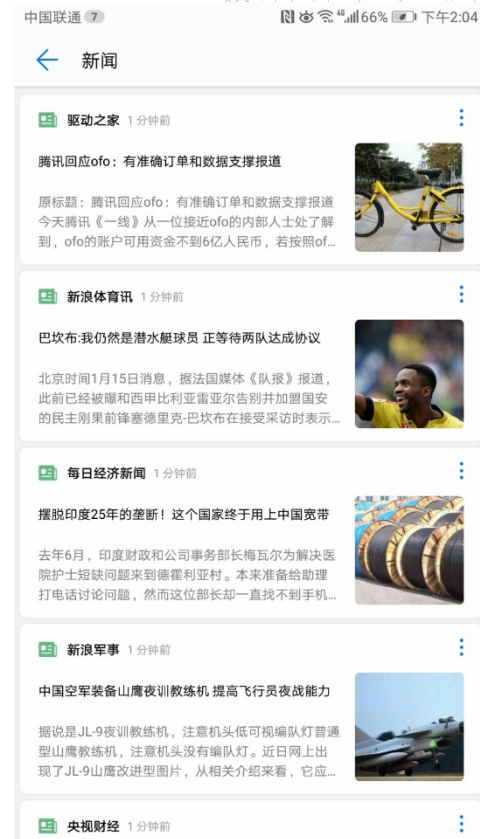 中国联通 7 66% 下午2:04
新闻
驱动之家 1 分钟前
腾讯回应ofo：有准确订单和数据支撑报道
原标题：腾讯回应ofo：有准确订单和数据支撑报道
今天腾讯《一线》从一位接近ofo的内部人士处了解
到，ofo的账户可用资金不到6亿人民币，若按照of...
新浪体育讯 1 分钟前
巴坎布:我仍然是潜水艇球员 正等待两队达成协议
北京时间1月15日消息，据法国媒体《队报》报道，
此前已经被曝和西甲比利亚雷亚尔告别并加盟国安
的民主刚果前锋塞德里克-巴坎布在接受采访时表示...
每日经济新闻 1 分钟前
摆脱印度25年的垄断！这个国家终于用上中国宽带
去年6月，印度财政和公司事务部长梅瓦尔为解决医
院护士短缺问题来到德霍利亚村。本来准备给助理
打电话讨论问题，然而这位部长却一直找不到手机...
新浪军事 1 分钟前
中国空军装备山鹰夜训教练机 提高飞行员夜战能力
据说是JL-9夜训教练机，注意机头低可视编队灯普通
型山鹰教练机，注意机头没有编队灯。近日网上出
现了JL-9山鹰改进型图片，从相关介绍来看，它应...
央视财经 1 分钟前